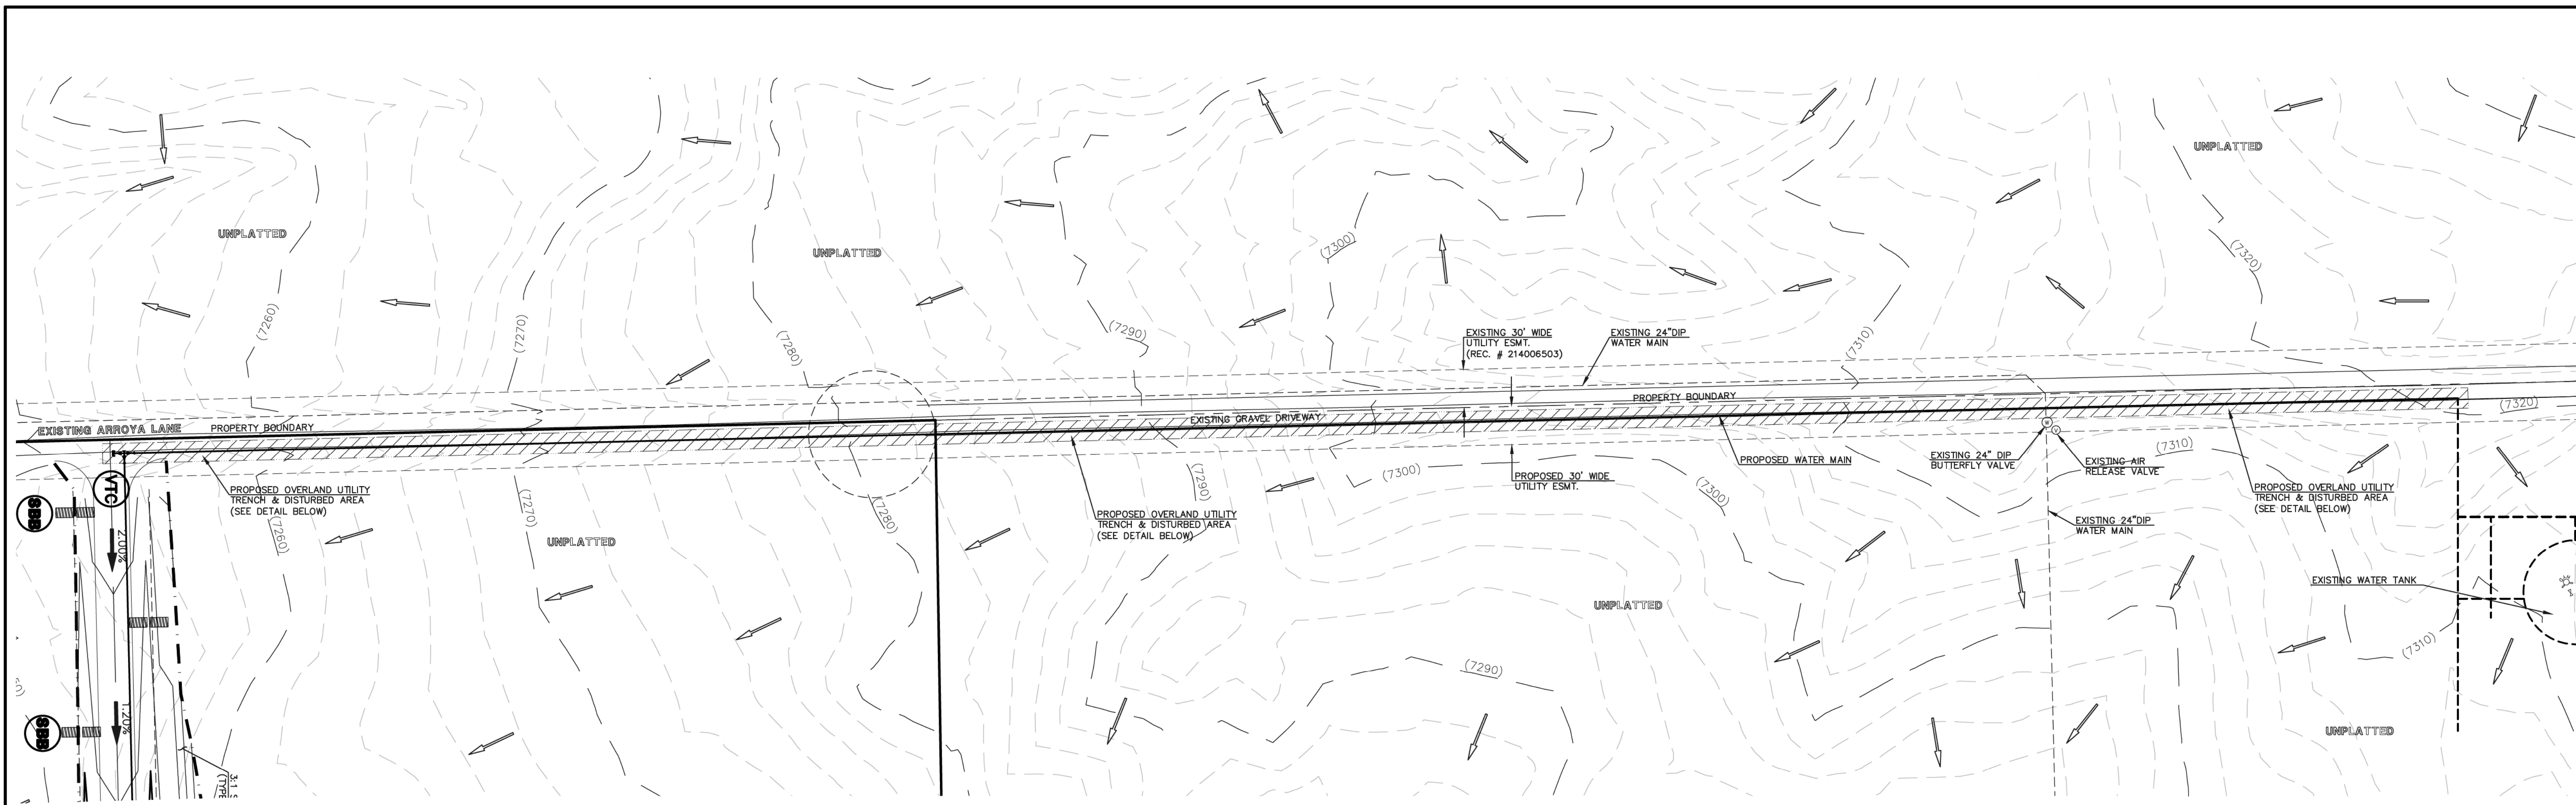 UNPLATTED
UNPLATTED
UNPLATTED
(7260)
(7270)
(7280)
(7290)
(7300)
(7310)
(7320)
EXISTING 30' WIDE
UTILITY ESMT.
(REC. # 214006503)
EXISTING 24"DIP
WATER MAIN
EXISTING ARROYA LANE
PROPERTY BOUNDARY
EXISTING GRAVEL DRIVEWAY
PROPERTY BOUNDARY
(7320)
VTC
SBB
PROPOSED OVERLAND UTILITY
TRENCH & DISTURBED AREA
(SEE DETAIL BELOW)
(7260)
(7270)
(7280)
(7290)
PROPOSED OVERLAND UTILITY
TRENCH & DISTURBED AREA
(SEE DETAIL BELOW)
(7300)
PROPOSED 30' WIDE
UTILITY ESMT.
PROPOSED WATER MAIN
(7300)
EXISTING 24" DIP
BUTTERFLY VALVE
(7310)
EXISTING AIR
RELEASE VALVE
PROPOSED OVERLAND UTILITY
TRENCH & DISTURBED AREA
(SEE DETAIL BELOW)
EXISTING 24"DIP
WATER MAIN
2.00%
UNPLATTED
UNPLATTED
EXISTING WATER TANK
(7310)
(7290)
SBB
1.20%
UNPLATTED
3:1